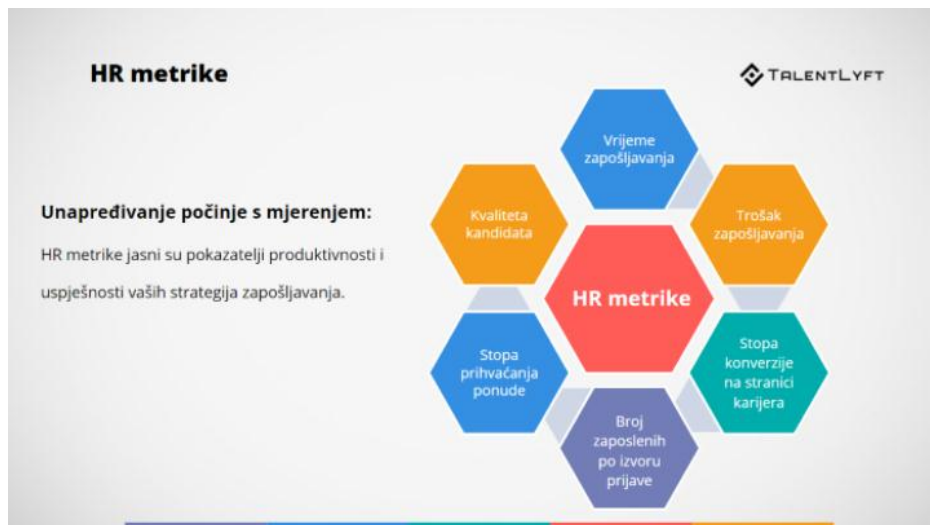 HR metrike
TALENTLYFT
Unapređivanje počinje s mjerenjem:
HR metrike jasni su pokazatelji produktivnosti i
uspješnosti vaših strategija zapošljavanja.
Vrijeme
zapošljavanja
Kvaliteta
kandidata
Trošak
zapošljavanja
HR metrike
Stopa
prihvaćanja
ponude
Stopa
konverzije
na stranici
karijera
Broj
zaposlenih
po izvoru
prijave